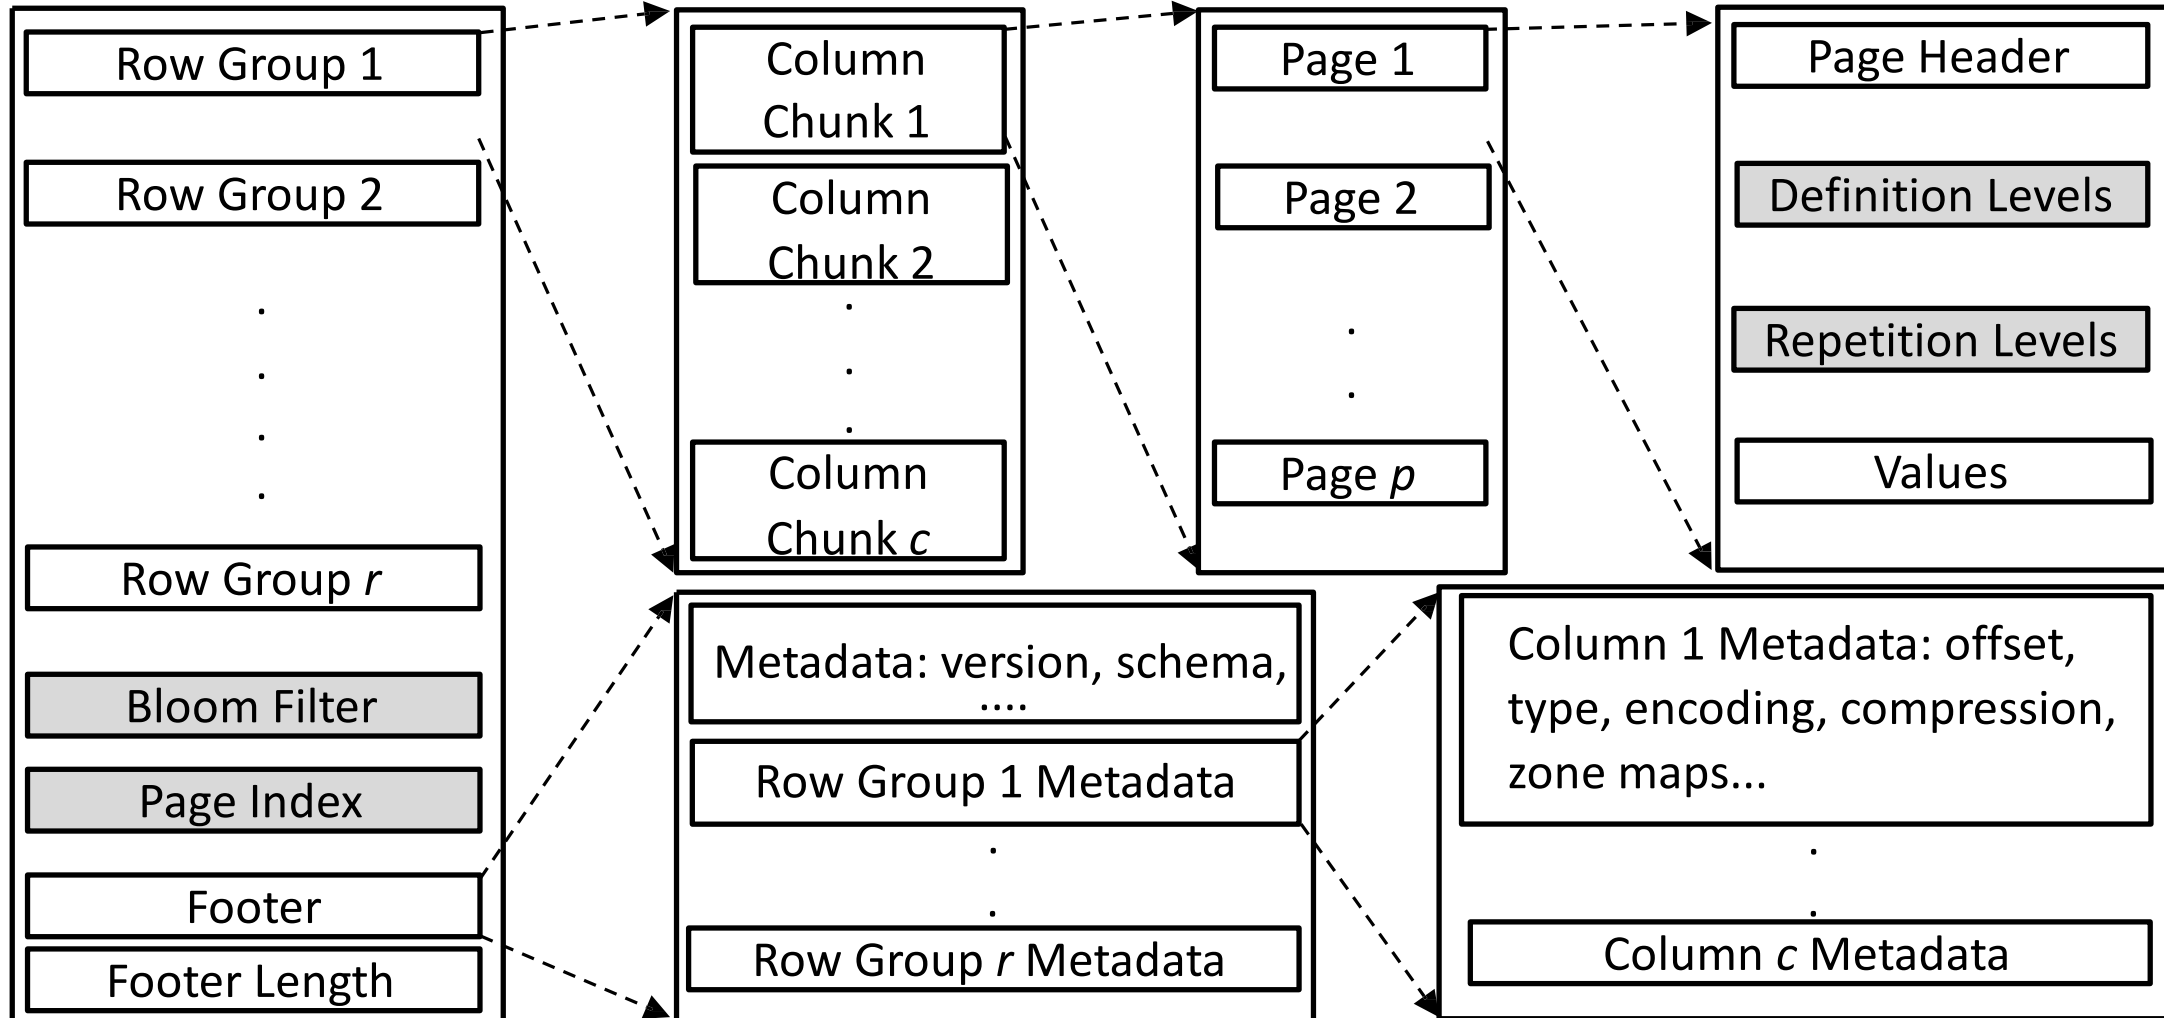 Row Group 1
Row Group 2
.
.
.
.
Row Group r
Bloom Filter
Page Index
Footer
Footer Length
Column
Chunk 1
Column
Chunk 2
.
.
.
Column
Chunk c
Page 1
Page 2
.
.
Page p
Page Header
Definition Levels
Repetition Levels
Values
Metadata: version, schema,
....
Row Group 1 Metadata
.
.
Row Group r Metadata
Column 1 Metadata: offset,
type, encoding, compression,
zone maps...
.
.
Column c Metadata